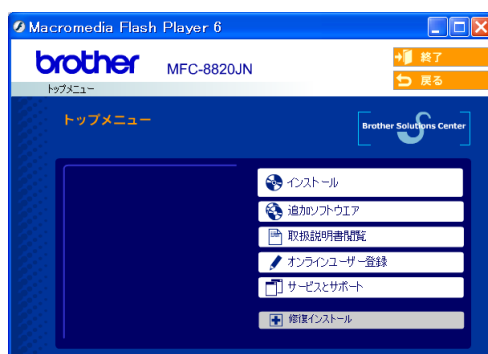 Macromedia Flash Player 6
brother MFC-8820JN
終了
戻る
トップメニュー
トップメニュー
Brother Solutions Center
インストール
追加ソフトウエア
取扱説明書閲覧
オンラインユーザー登録
サービスとサポート
修復インストール